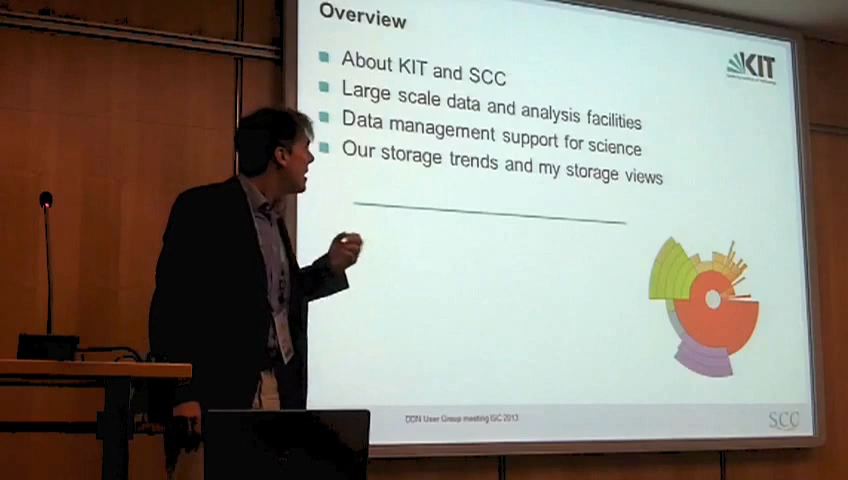 Overview
About KIT and SCC
Large scale data and analysis facilities
Data management support for science
Our storage trends and my storage views
KIT
DDN User Group meeting ISC 2013
SCC